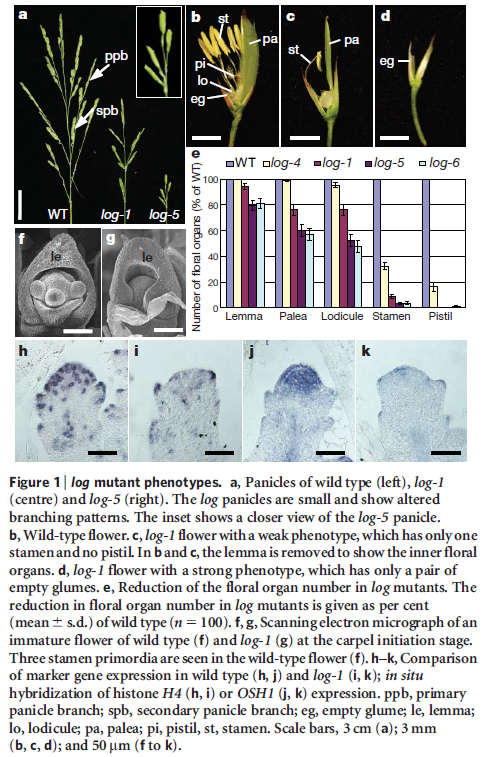 a
ppb
spb
WT
log-1
log-5
b
st
pa
pi
lo
eg
c
st
pa
d
eg
e
WT log-4 log-1 log-5 log-6
Number of floral organs (% of WT)
100
80
60
40
20
0
Lemma Palea Lodicule Stamen Pistil
f
le
g
le
h
i
j
k
Figure 1 | log mutant phenotypes. a, Panicles of wild type (left), log-1
(centre) and log-5 (right). The log panicles are small and show altered
branching patterns. The inset shows a closer view of the log-5 panicle.
b, Wild-type flower. c, log-1 flower with a weak phenotype, which has only one
stamen and no pistil. In b and c, the lemma is removed to show the inner floral
organs. d, log-1 flower with a strong phenotype, which has only a pair of
empty glumes. e, Reduction of the floral organ number in log mutants. The
reduction in floral organ number in log mutants is given as per cent
(mean ± s.d.) of wild type (n = 100). f, g, Scanning electron micrograph of an
immature flower of wild type (f) and log-1 (g) at the carpel initiation stage.
Three stamen primordia are seen in the wild-type flower (f). h–k, Comparison
of marker gene expression in wild type (h, j) and log-1 (i, k); in situ
hybridization of histone H4 (h, i) or OSH1 (j, k) expression. ppb, primary
panicle branch; spb, secondary panicle branch; eg, empty glume; le, lemma;
lo, lodicule; pa, palea; pi, pistil, st, stamen. Scale bars, 3 cm (a); 3 mm
(b, c, d); and 50 μm (f to k).